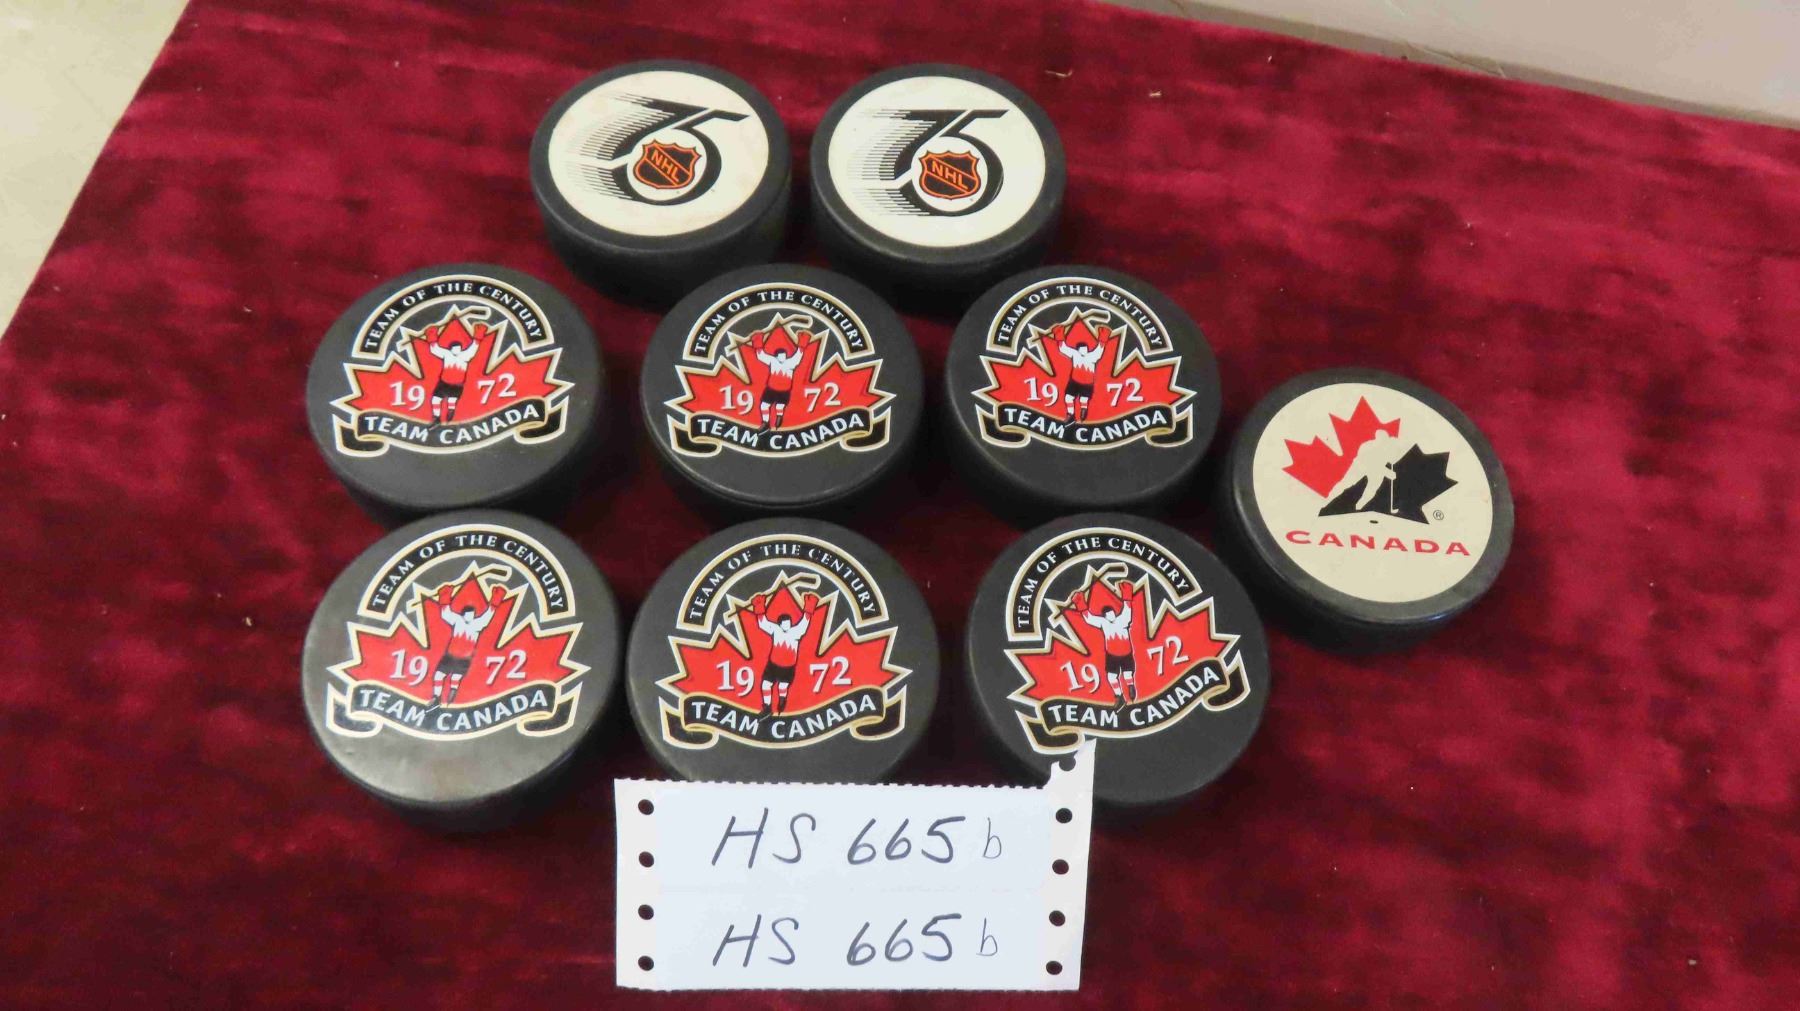 75
NHL
75
NHL
TEAM OF THE CENTURY
19 72
TEAM CANADA
TEAM OF THE CENTURY
19 72
TEAM CANADA
TEAM OF THE CENTURY
19 72
TEAM CANADA
CANADA
®
TEAM OF THE CENTURY
19 72
TEAM CANADA
TEAM OF THE CENTURY
19 72
TEAM CANADA
TEAM OF THE CENTURY
19 72
TEAM CANADA
HS 665b
HS 665b